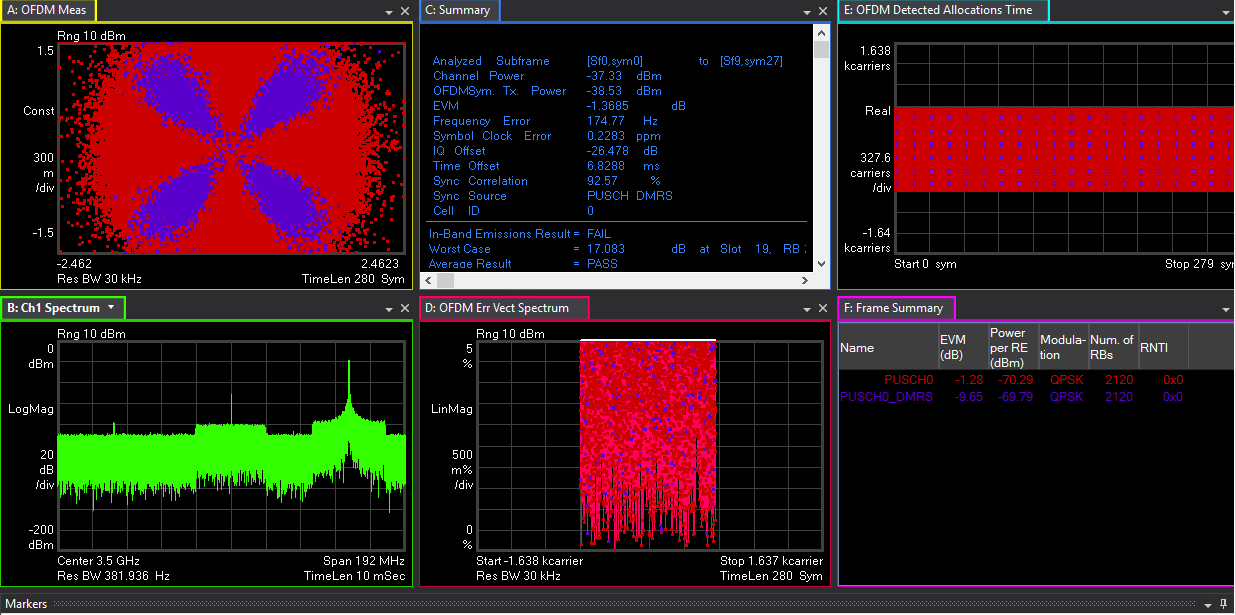 A: OFDM Meas
Rng 10 dBm
1.5
Const
300
m
/div
-1.5
-2.462
2.4623
Res BW 30 kHz
TimeLen 280 Sym
C: Summary
Analyzed Subframe [Sf0,sym0] to [Sf9,sym27]
Channel Power -37.33 dBm
OFDMSym. Tx. Power -38.53 dBm
EVM -1.3685 dB
Frequency Error 174.77 Hz
Symbol Clock Error 0.2283 ppm
IQ Offset -26.478 dB
Time Offset 6.8288 ms
Sync Correlation 92.57 %
Sync Source PUSCH DMRS
Cell ID 0
In-Band Emissions Result = FAIL
Worst Case = 17.083 dB at Slot 19, RB
Average Result = PASS
E: OFDM Detected Allocations Time
1.638
kcarriers
Real
327.6
carriers
/div
-1.64
kcarriers
Start 0 sym
Stop 279 syr
B: Ch1 Spectrum
Rng 10 dBm
0
dBm
LogMag
20
dB
/div
-200
dBm
Center 3.5 GHz
Span 192 MHz
Res BW 381.936 Hz
TimeLen 10 mSec
D: OFDM Err Vect Spectrum
Rng 10 dBm
5
%
LinMag
500
m%
/div
0
%
Start -1.638 kcarrier
Stop 1.637 kcarrier
Res BW 30 kHz
TimeLen 280 Sym
F: Frame Summary
Name EVM (dB) Power per RE (dBm) Modula-tion Num. of RBs RNTI
PUSCH0 -1.28 -70.29 QPSK 2120 0x0
PUSCH0_DMRS -9.65 -69.79 QPSK 2120 0x0
Markers